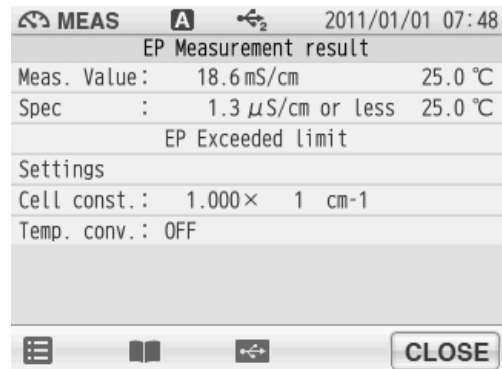 MEAS A 2 2011/01/01 07:48
EP Measurement result
Meas. Value: 18.6 mS/cm 25.0 ℃
Spec : 1.3 μS/cm or less 25.0 ℃
EP Exceeded limit
Settings
Cell const.: 1.000× 1 cm-1
Temp. conv.: OFF
CLOSE